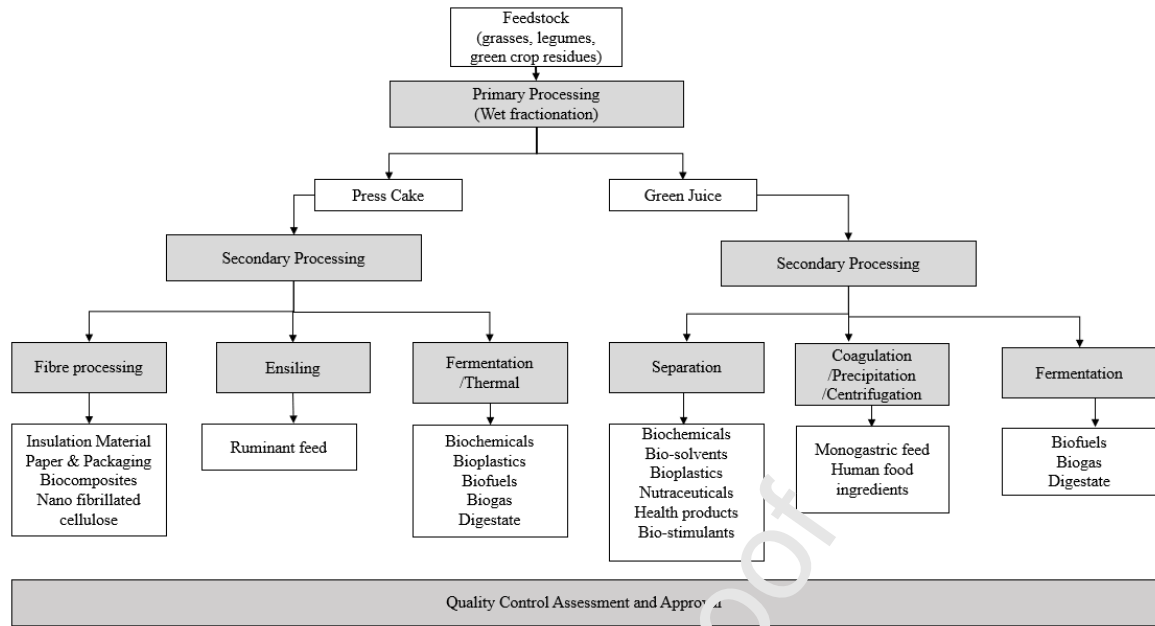 Feedstock
(grasses, legumes,
green crop residues)
Primary Processing
(Wet fractionation)
Press Cake
Green Juice
Secondary Processing
Secondary Processing
Fibre processing
Ensiling
Fermentation
/Thermal
Separation
Coagulation
/Precipitation
/Centrifugation
Fermentation
Insulation Material
Paper & Packaging
Biocomposites
Nano fibrillated
cellulose
Ruminant feed
Biochemicals
Bioplastics
Biofuels
Biogas
Digestate
Biochemicals
Bio-solvents
Bioplastics
Nutraceuticals
Health products
Bio-stimulants
Monogastric feed
Human food
ingredients
Biofuels
Biogas
Digestate
Quality Control Assessment and Approval